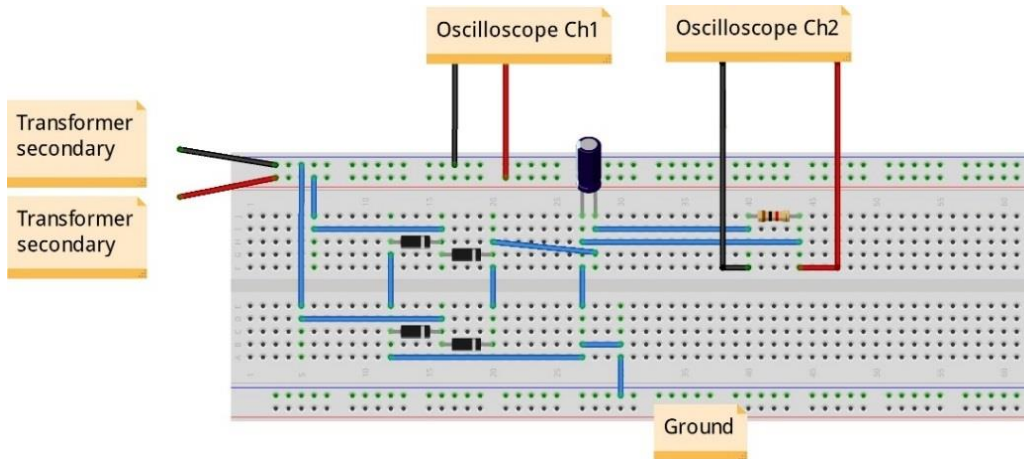 Oscilloscope Ch1
Oscilloscope Ch2
Transformer
secondary
Transformer
secondary
Ground